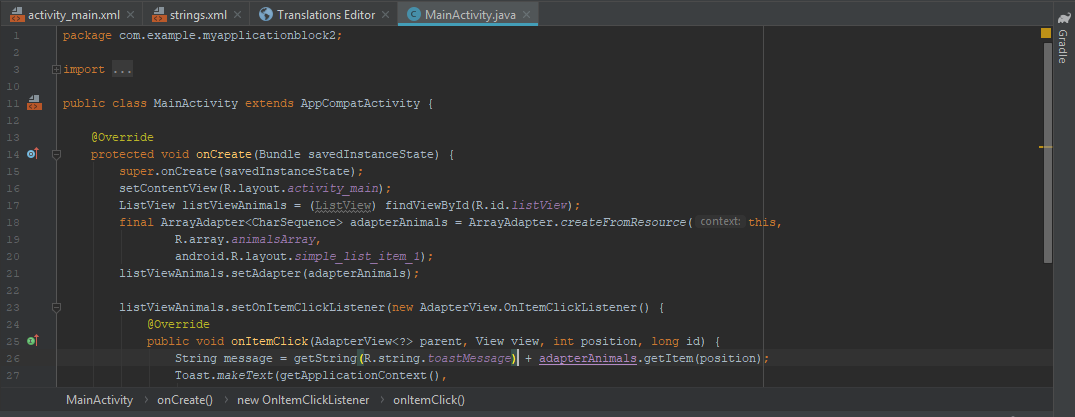 activity_main.xml strings.xml Translations Editor MainActivity.java
Gradle
1 package com.example.myapplicationblock2;
2
3 import ...
10
11 public class MainActivity extends AppCompatActivity {
12
13 @Override
14 protected void onCreate(Bundle savedInstanceState) {
15 super.onCreate(savedInstanceState);
16 setContentView(R.layout.activity_main);
17 ListView listViewAnimals = (ListView) findViewById(R.id.listView);
18 final ArrayAdapter<CharSequence> adapterAnimals = ArrayAdapter.createFromResource( context: this,
19 R.array.animalsArray,
20 android.R.layout.simple_list_item_1);
21 listViewAnimals.setAdapter(adapterAnimals);
22
23 listViewAnimals.setOnItemClickListener(new AdapterView.OnItemClickListener() {
24 @Override
25 public void onItemClick(AdapterView<?> parent, View view, int position, long id) {
26 String message = getString(R.string.toastMessage) + adapterAnimals.getItem(position);
27 Toast.makeText(getApplicationContext(),
MainActivity > onCreate() > new OnItemClickListener > onItemClick()